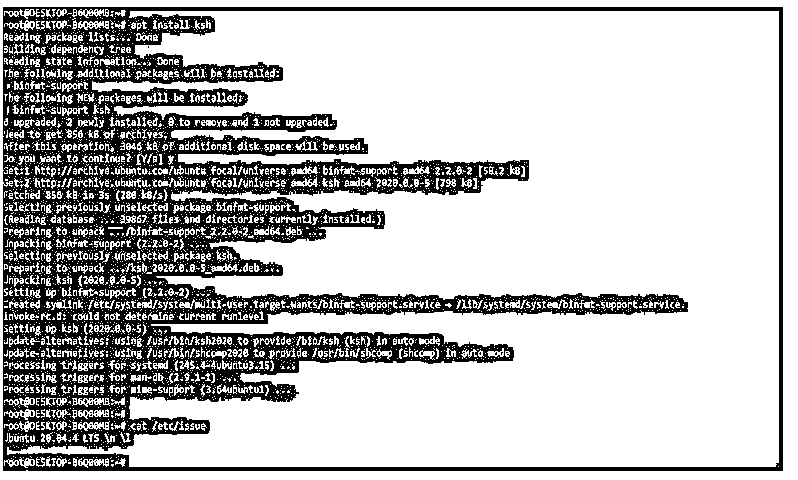 root@DESKTOP-B6Q00MB:~#
root@DESKTOP-B6Q00MB:~# apt install ksh
Reading package lists... Done
Building dependency tree
Reading state information... Done
The following additional packages will be installed:
binfmt-support
The following NEW packages will be installed:
binfmt-support ksh
0 upgraded, 2 newly installed, 0 to remove and 1 not upgraded.
Need to get 850 kB of archives.
After this operation, 3046 kB of additional disk space will be used.
Do you want to continue? [Y/n] y
Get:1 http://archive.ubuntu.com/ubuntu focal/universe amd64 binfmt-support amd64 2.2.0-2 [58.2 kB]
Get:2 http://archive.ubuntu.com/ubuntu focal/universe amd64 ksh amd64 2020.0.0-5 [798 kB]
Fetched in 3s (280 kB/s)
Selecting previously unselected package binfmt-support.
(Reading database ... 39867 files and directories currently installed.)
Preparing to unpack .../binfmt-support_2.2.0-2_amd64.deb ...
Unpacking binfmt-support (2.2.0-2) ...
Selecting previously unselected package ksh.
Preparing to unpack .../ksh_2020.0.0-5_amd64.deb ...
Unpacking ksh (2020.0.0-5) ...
Setting up binfmt-support (2.2.0-2) ...
Created symlink /etc/systemd/system/multi-user.target.wants/binfmt-support.service → /lib/systemd/system/binfmt-support.service.
invoke-rc.d: could not determine current runlevel
Setting up ksh (2020.0.0-5) ...
update-alternatives: using /usr/bin/ksh2020 to provide /bin/ksh (ksh) in auto mode
update-alternatives: using /usr/bin/shcomp2020 to provide /usr/bin/shcomp (shcomp) in auto mode
Processing triggers for systemd (245.4-4ubuntu3.15) ...
Processing triggers for man-db (2.9.1-1) ...
Processing triggers for mime-support (3.64ubuntu1) ...
root@DESKTOP-B6Q00MB:~#
root@DESKTOP-B6Q00MB:~# cat /etc/issue
Ubuntu 20.04.4 LTS \n \l
root@DESKTOP-B6Q00MB:~#